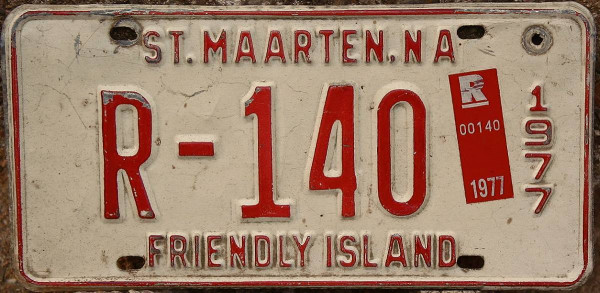 ST. MAARTEN, N A
R-140
R
00140
1977
1977
FRIENDLY ISLAND